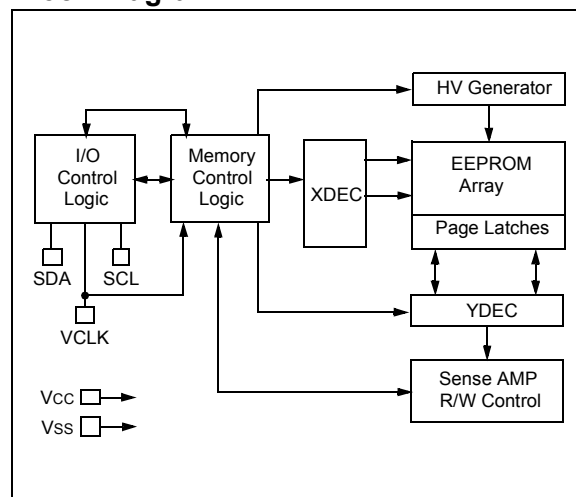 HV Generator
I/O
Control
Logic
Memory
Control
Logic
XDEC
EEPROM
Array
Page Latches
SDA
SCL
VCLK
YDEC
Sense AMP
R/W Control
VCC
VSS